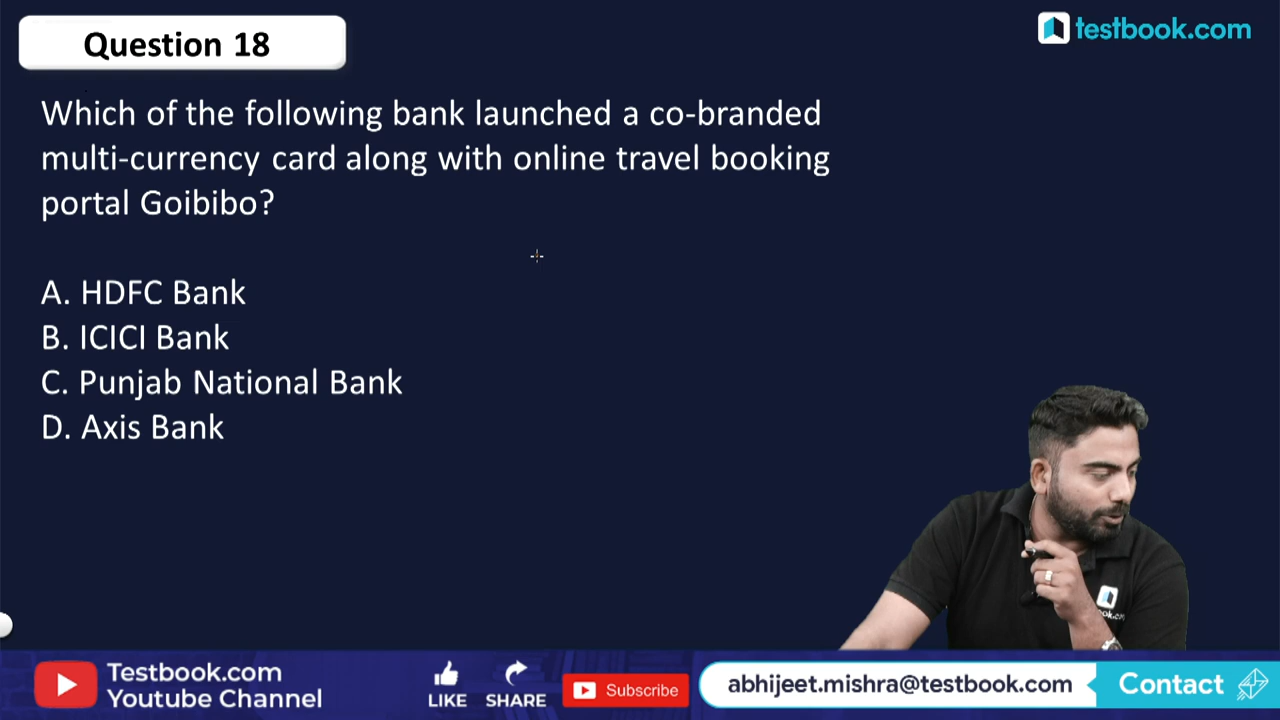 Question 18
testbook.com
Which of the following bank launched a co-branded
multi-currency card along with online travel booking
portal Goibibo?
A. HDFC Bank
B. ICICI Bank
C. Punjab National Bank
D. Axis Bank
Testbook.com
Youtube Channel
LIKE
SHARE
Subscribe
abhijeet.mishra@testbook.com
Contact